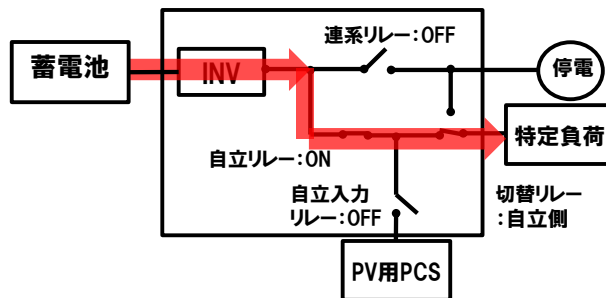 連系リレー:OFF
蓄電池
INV
停電
特定負荷
自立リレー:ON
自立入力
リレー:OFF
切替リレー
:自立側
PV用PCS